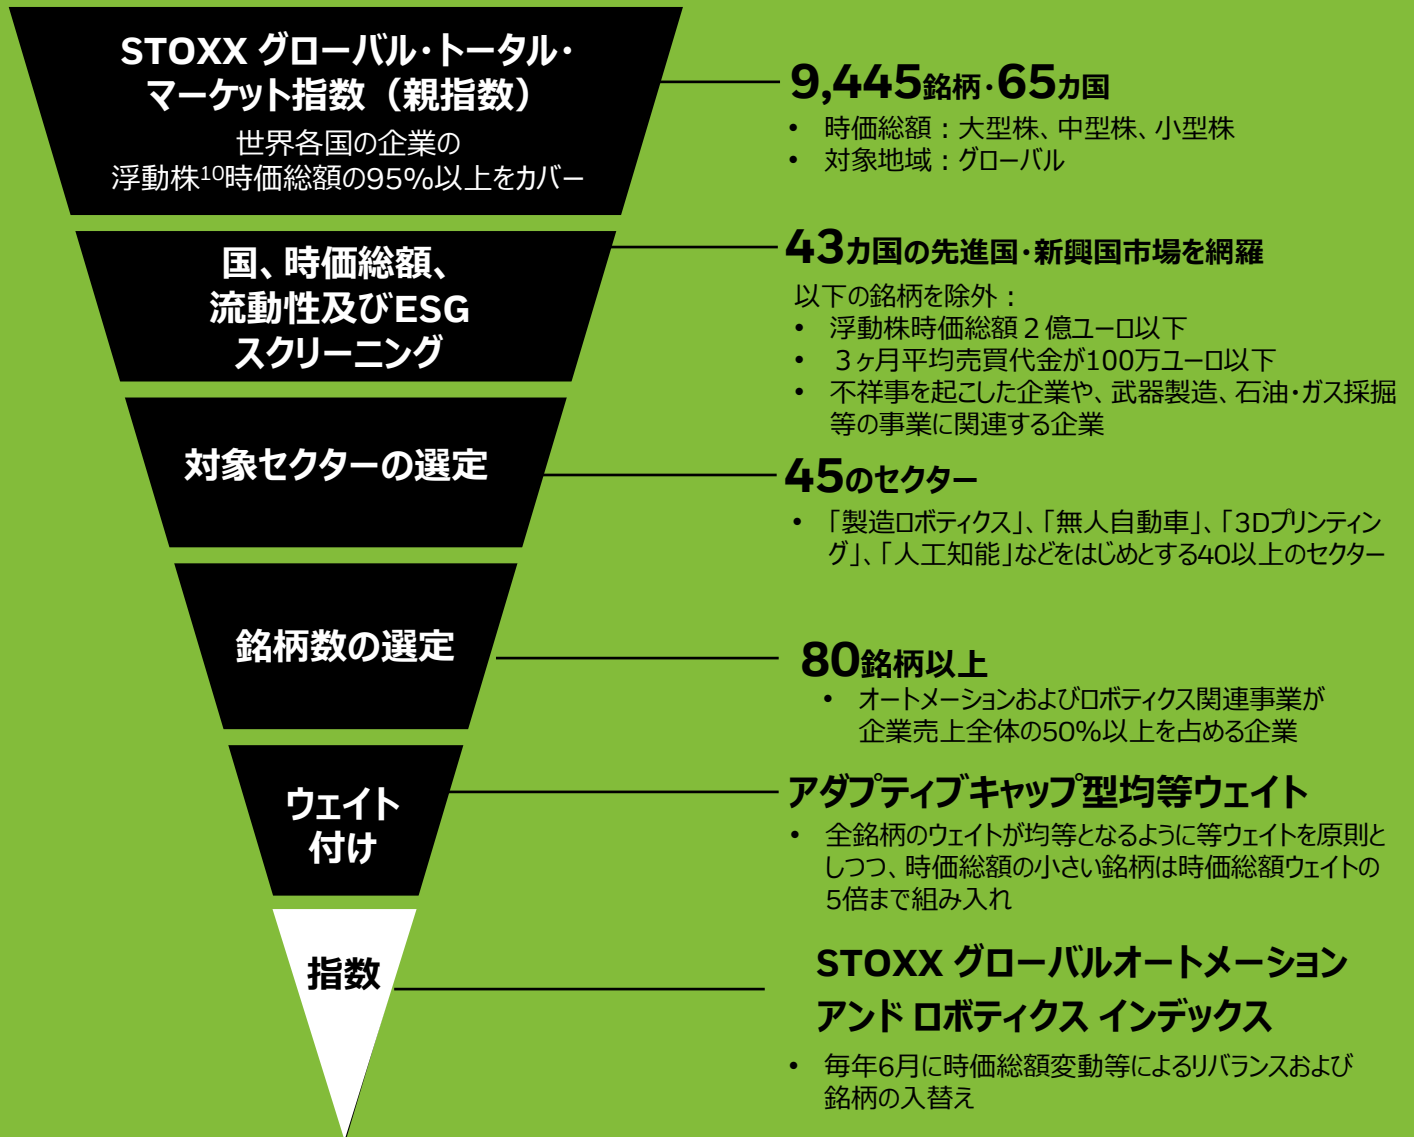 STOXX グローバル・トータル・
マーケット指数（親指数）
世界各国の企業の
浮動株10時価総額の95%以上をカバー
9,445銘柄・65カ国
• 時価総額：大型株、中型株、小型株
• 対象地域：グローバル
国、時価総額、
流動性及びESG
スクリーニング
43カ国の先進国・新興国市場を網羅
以下の銘柄を除外：
• 浮動株時価総額２億ユーロ以下
• ３ヶ月平均売買代金が100万ユーロ以下
• 不祥事を起こした企業や、武器製造、石油・ガス採掘
等の事業に関連する企業
対象セクターの選定
45のセクター
• 「製造ロボティクス」、「無人自動車」、「3Dプリンティン
グ」、「人工知能」などをはじめとする40以上のセクター
銘柄数の選定
80銘柄以上
• オートメーションおよびロボティクス関連事業が
企業売上全体の50%以上を占める企業
ウェイト
付け
アダプティブキャップ型均等ウェイト
• 全銘柄のウェイトが均等となるように等ウェイトを原則と
しつつ、時価総額の小さい銘柄は時価総額ウェイトの
5倍まで組み入れ
指数
STOXX グローバルオートメーション
アンド ロボティクス インデックス
• 毎年6月に時価総額変動等によるリバランスおよび
銘柄の入替え